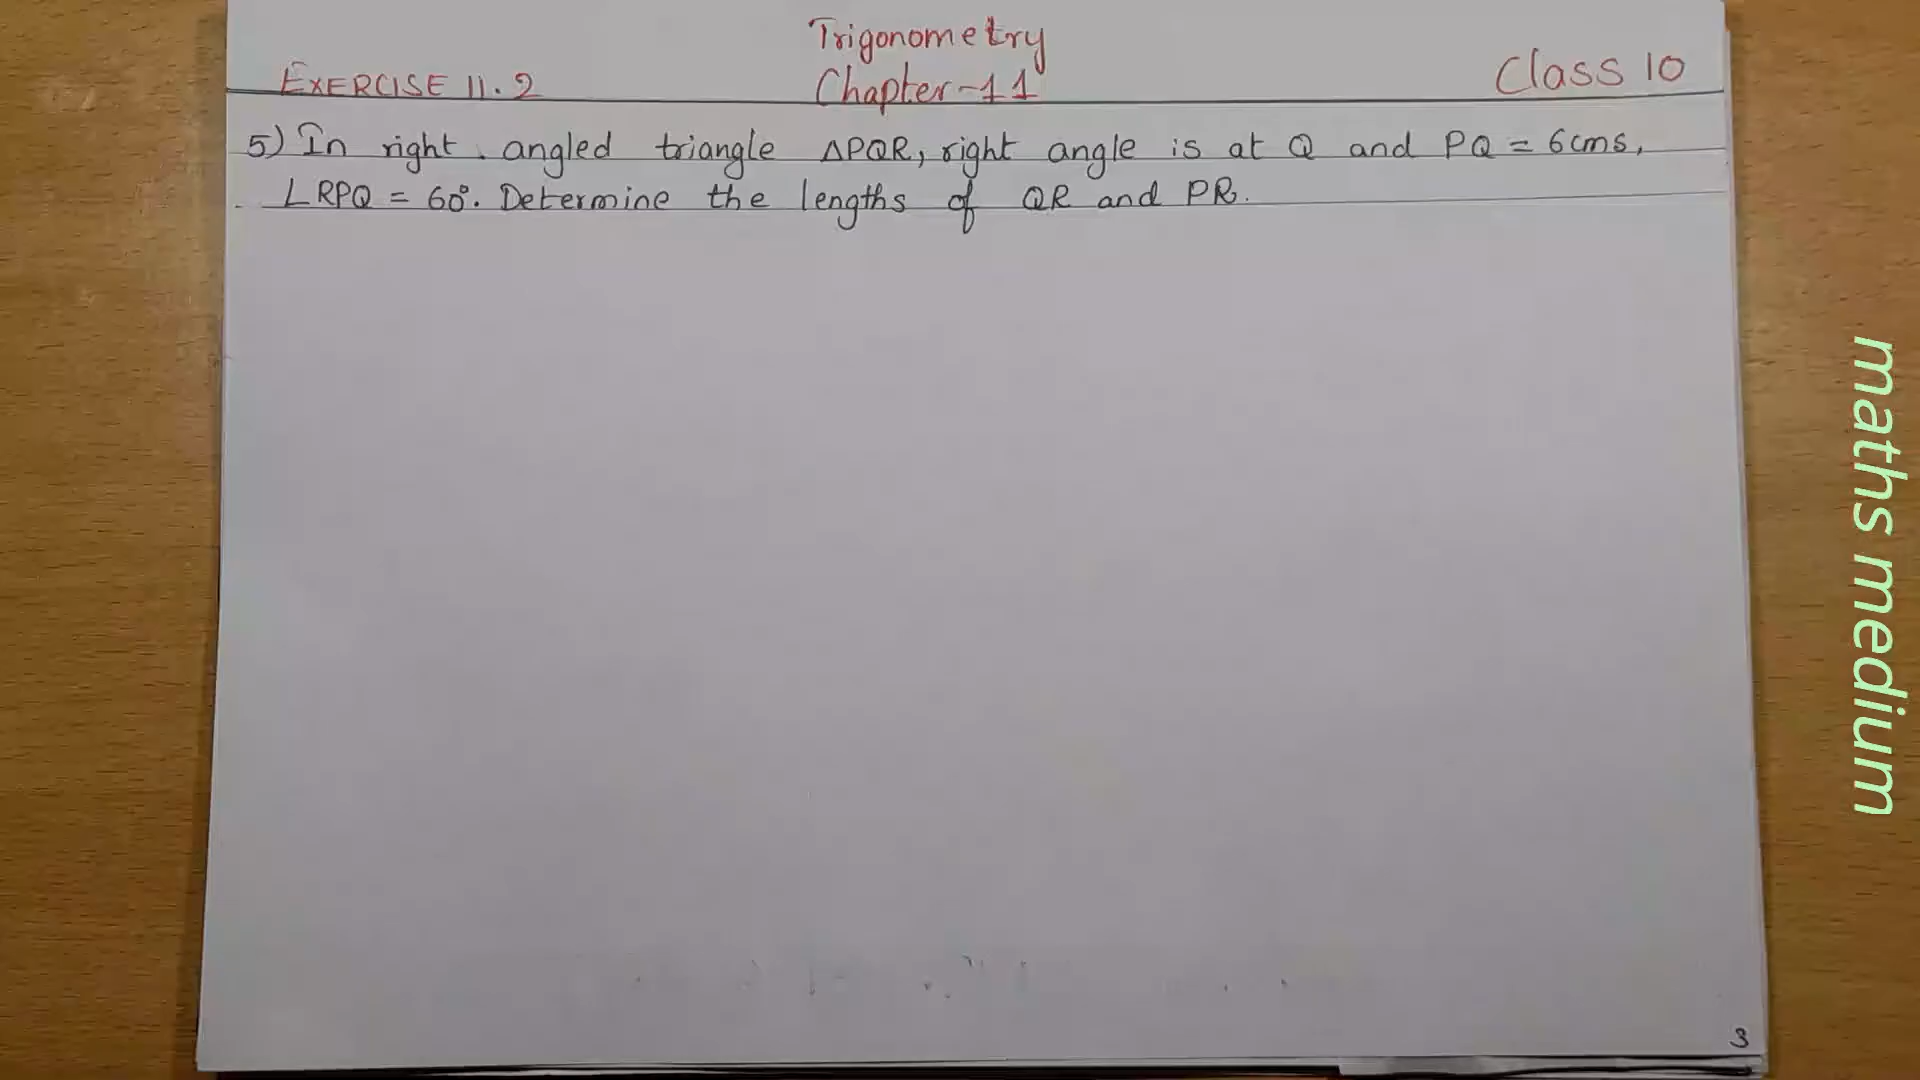 Trigonometry
EXERCISE 11.2 Chapter-11 Class 10
5) In right angled triangle ΔPQR, right angle is at Q and PQ = 6cms,
∠RPQ = 60°. Determine the lengths of QR and PR.
maths medium
3